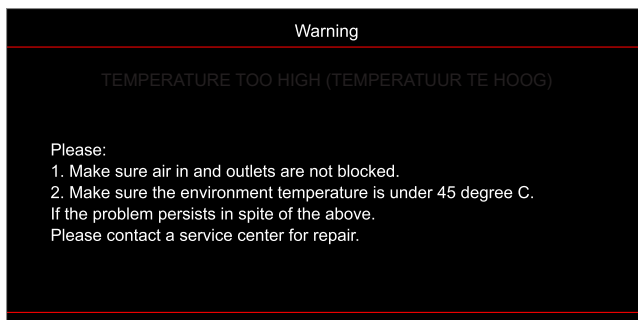 Warning
TEMPERATURE TOO HIGH (TEMPERATUUR TE HOOG)
Please:
1. Make sure air in and outlets are not blocked.
2. Make sure the environment temperature is under 45 degree C.
If the problem persists in spite of the above.
Please contact a service center for repair.